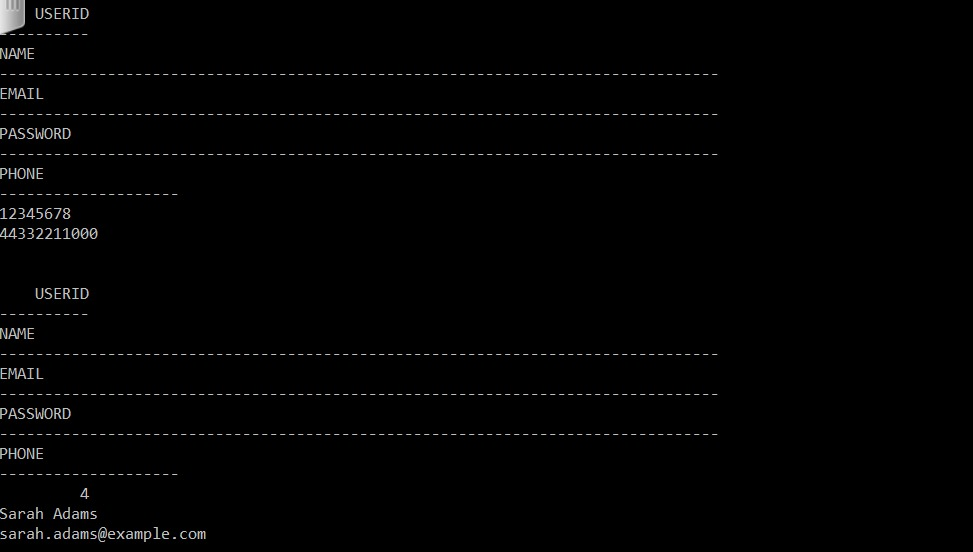 USERID
----------
NAME
--------------------------------------------------------------------------------
EMAIL
--------------------------------------------------------------------------------
PASSWORD
--------------------------------------------------------------------------------
PHONE
--------------------
12345678
44332211000
USERID
----------
NAME
--------------------------------------------------------------------------------
EMAIL
--------------------------------------------------------------------------------
PASSWORD
--------------------------------------------------------------------------------
PHONE
--------------------
4
Sarah Adams
sarah.adams@example.com